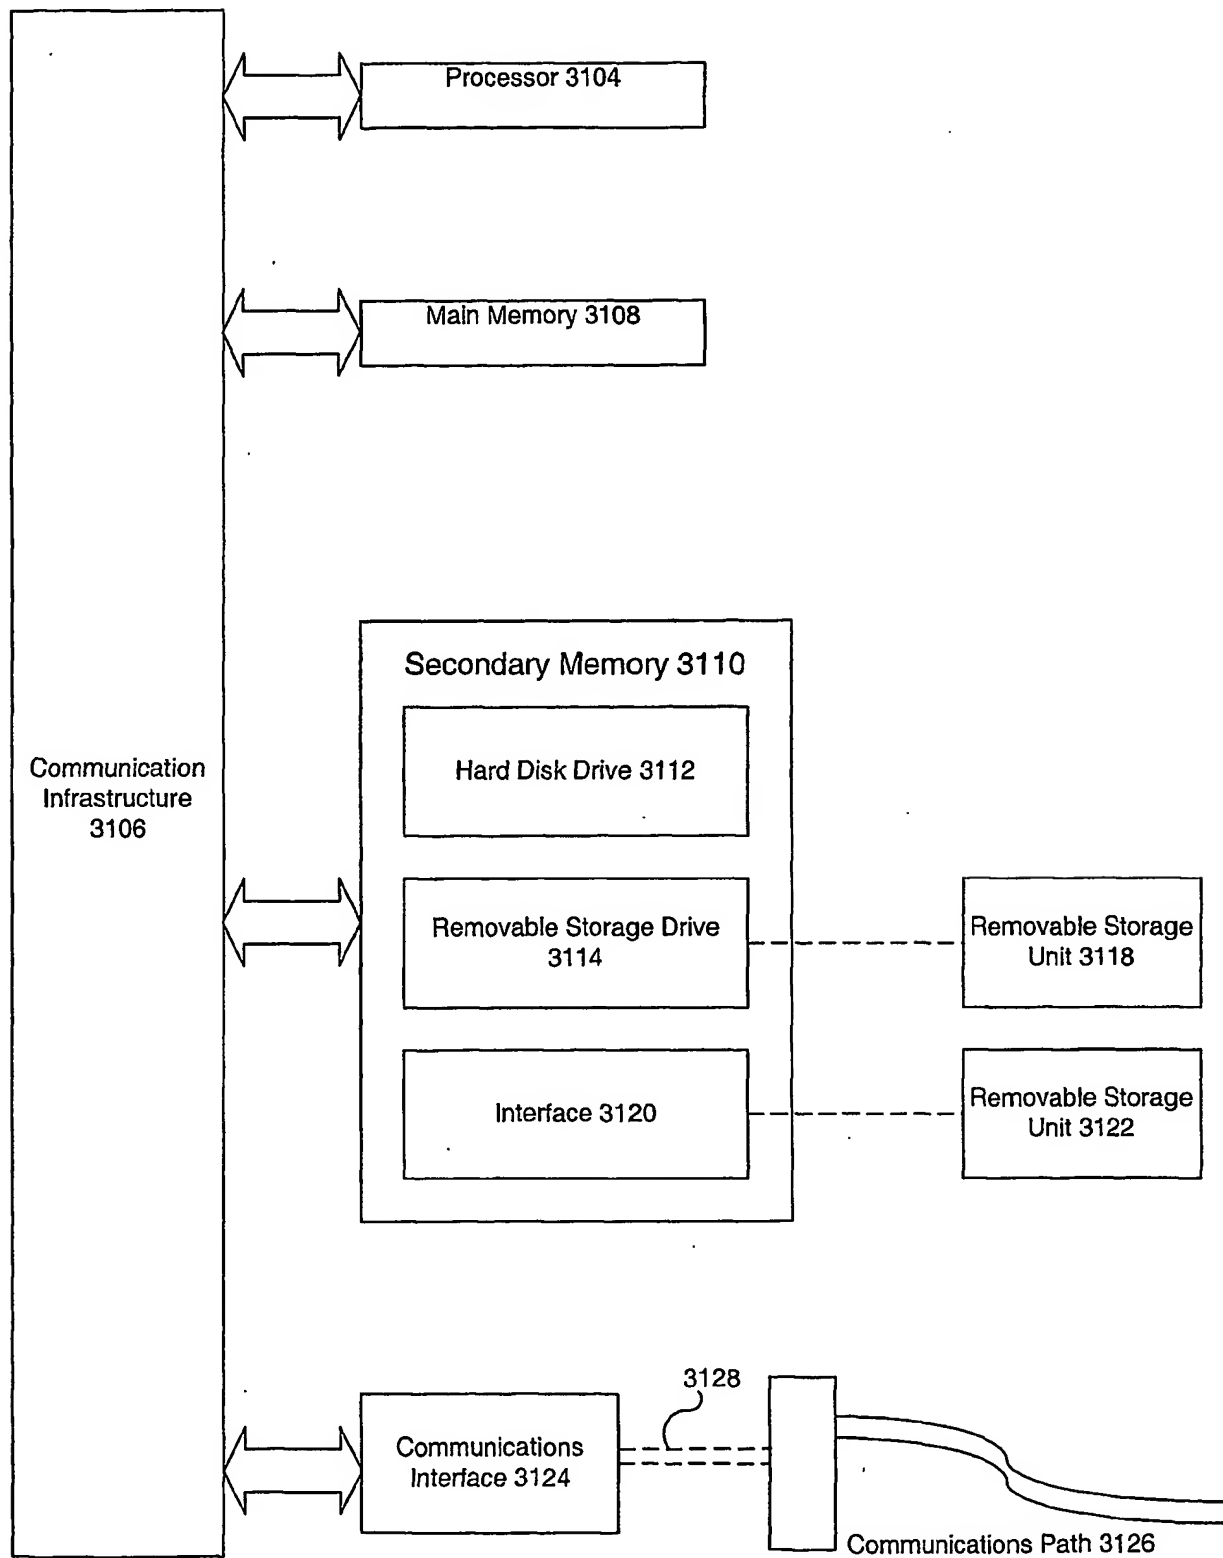 Processor 3104
Main Memory 3108
Secondary Memory 3110
Hard Disk Drive 3112
Communication
Infrastructure
3106
Removable Storage Drive
3114
Removable Storage
Unit 3118
Interface 3120
Removable Storage
Unit 3122
3128
Communications
Interface 3124
Communications Path 3126